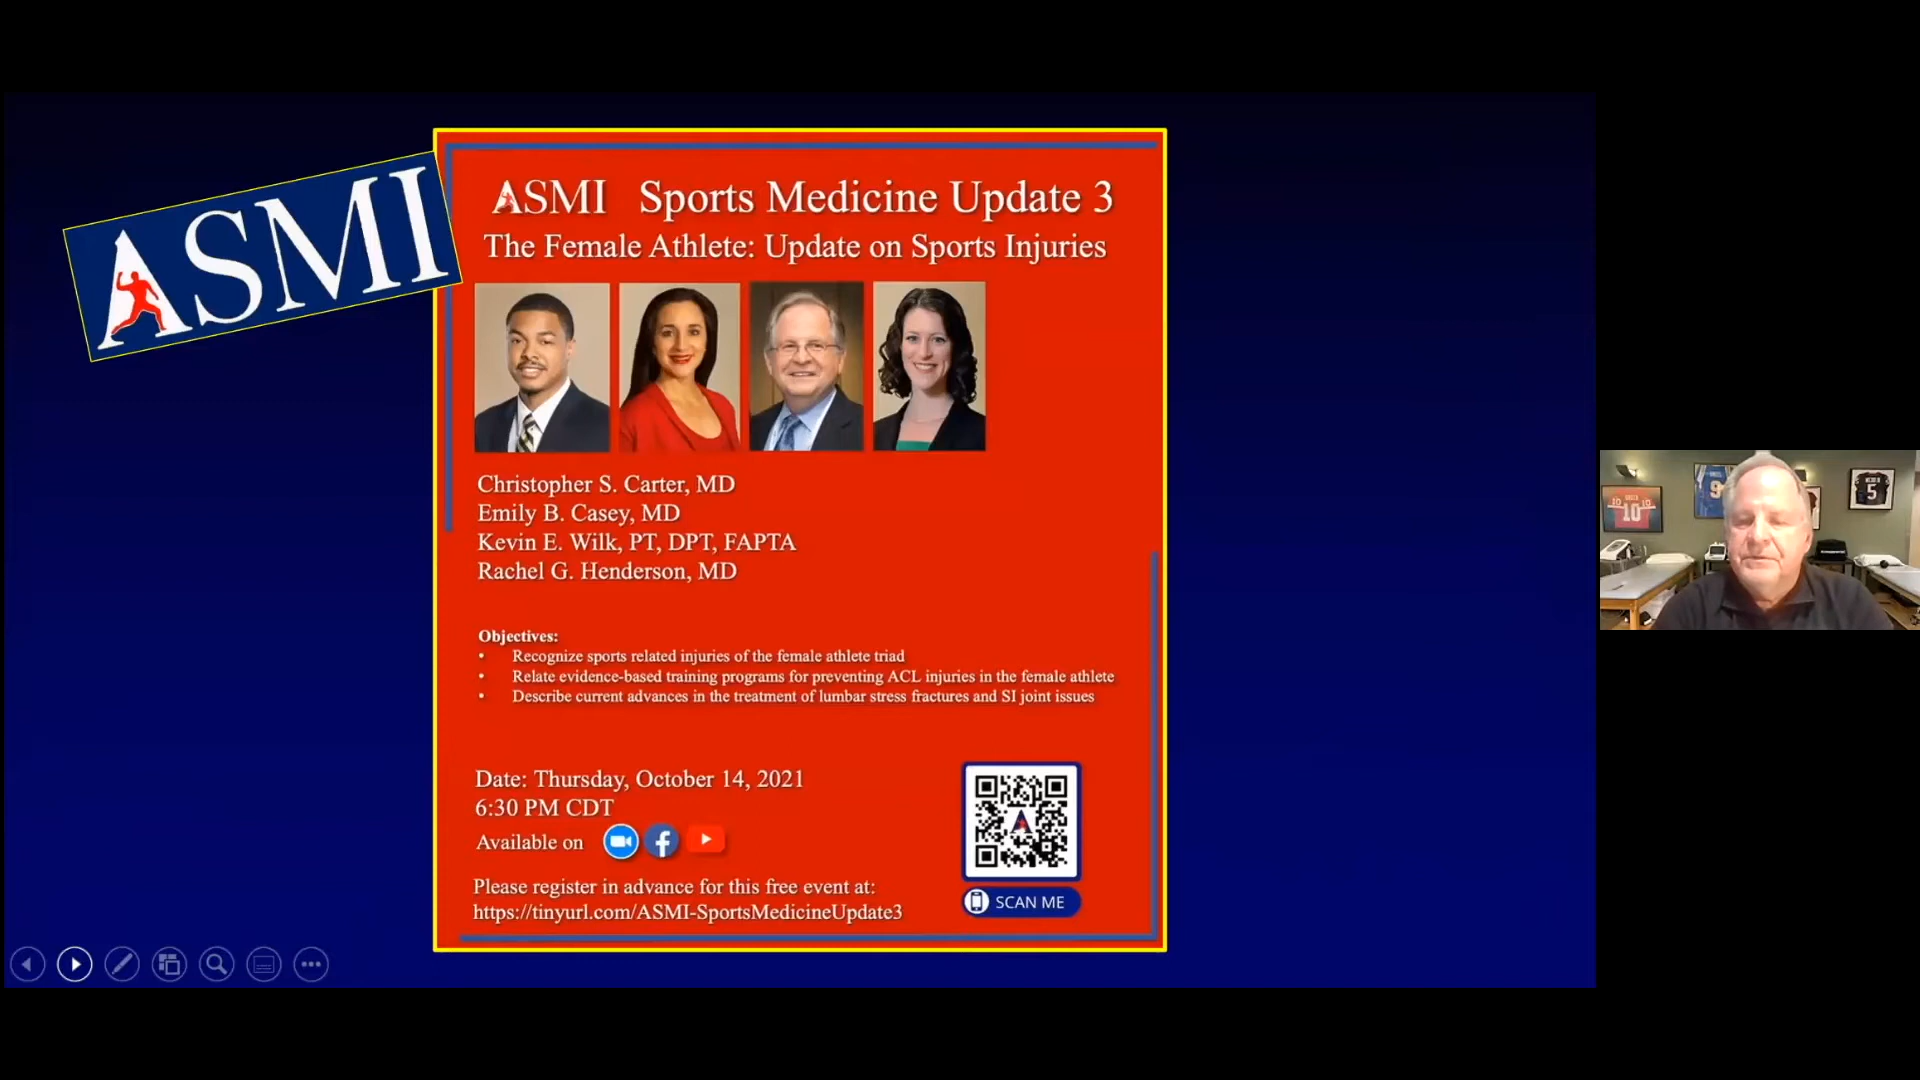 ASMI
ASMI Sports Medicine Update 3
The Female Athlete: Update on Sports Injuries
Christopher S. Carter, MD
Emily B. Casey, MD
Kevin E. Wilk, PT, DPT, FAPTA
Rachel G. Henderson, MD
Objectives:
• Recognize sports related injuries of the female athlete triad
• Relate evidence-based training programs for preventing ACL injuries in the female athlete
• Describe current advances in the treatment of lumbar stress fractures and SI joint issues
Date: Thursday, October 14, 2021
6:30 PM CDT
Available on
Please register in advance for this free event at:
https://tinyurl.com/ASMI-SportsMedicineUpdate3
SCAN ME
10
9
5